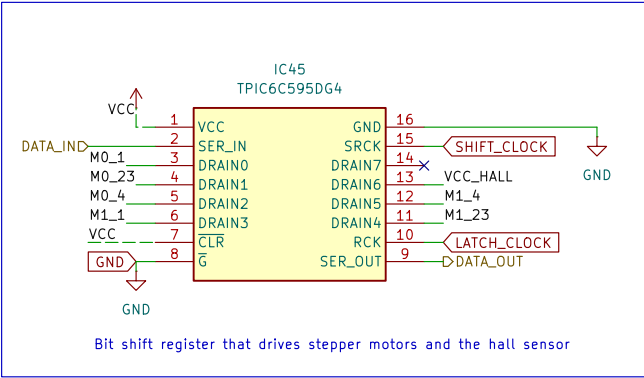 IC45
TPIC6C595DG4
VCC
1 VCC GND 16
DATA_IN 2 SER_IN SRCK 15 SHIFT_CLOCK
M0_1 3 DRAIN0 DRAIN7 14
M0_23 4 DRAIN1 DRAIN6 13 VCC_HALL
M0_4 5 DRAIN2 DRAIN5 12 M1_4
M1_1 6 DRAIN3 DRAIN4 11 M1_23
VCC 7 CLR RCK 10 LATCH_CLOCK
GND 8 G SER_OUT 9 DATA_OUT
GND
GND
Bit shift register that drives stepper motors and the hall sensor